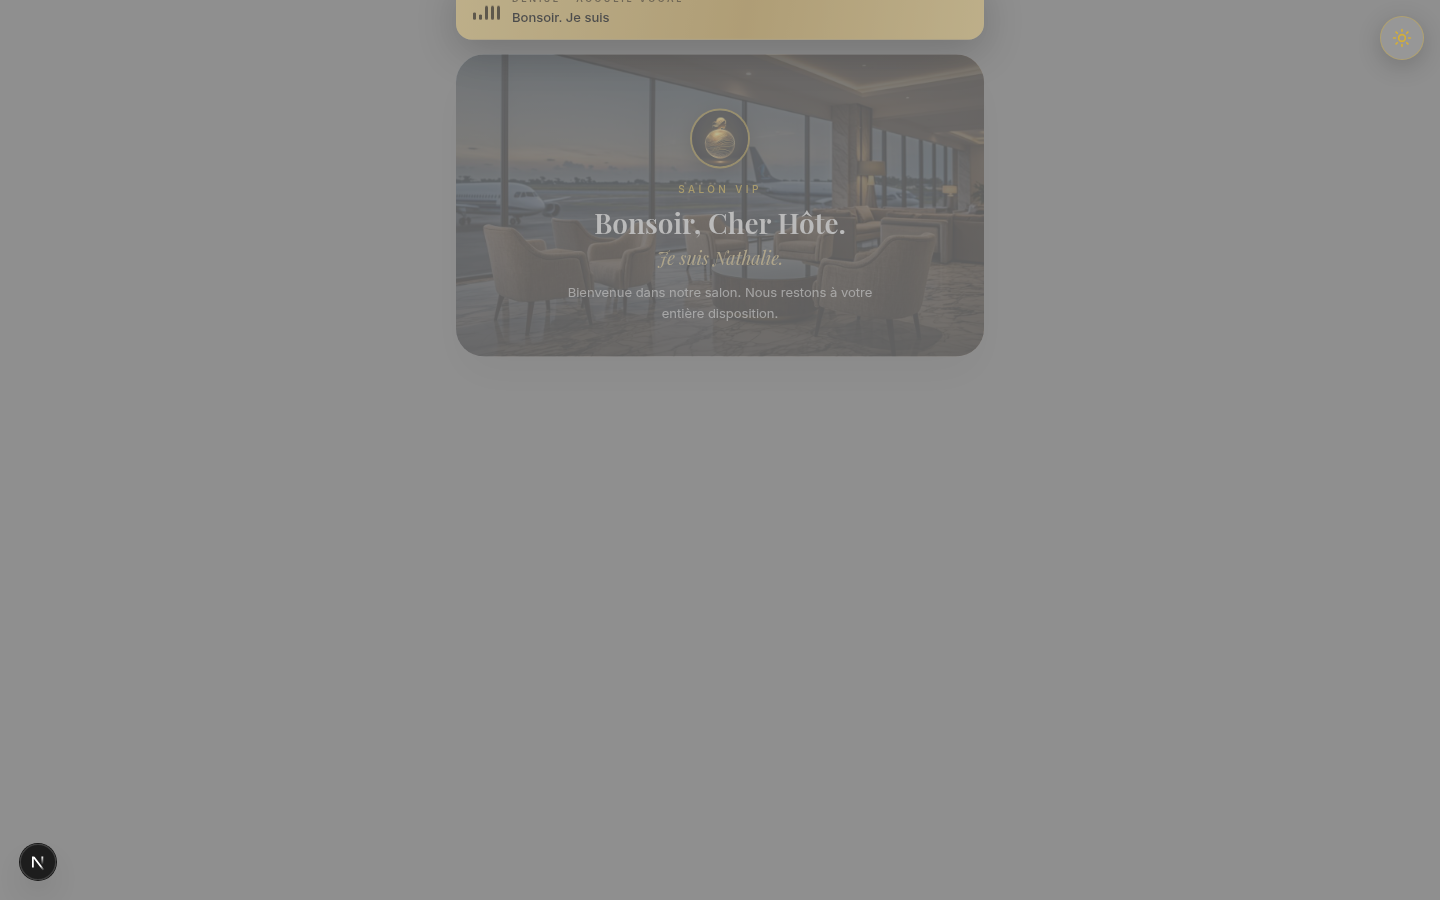 Bonsoir. Je suis
SALON VIP
Bonsoir, Cher Hôte.
Je suis Nathalie.
Bienvenue dans notre salon. Nous restons à votre
entière disposition.
N